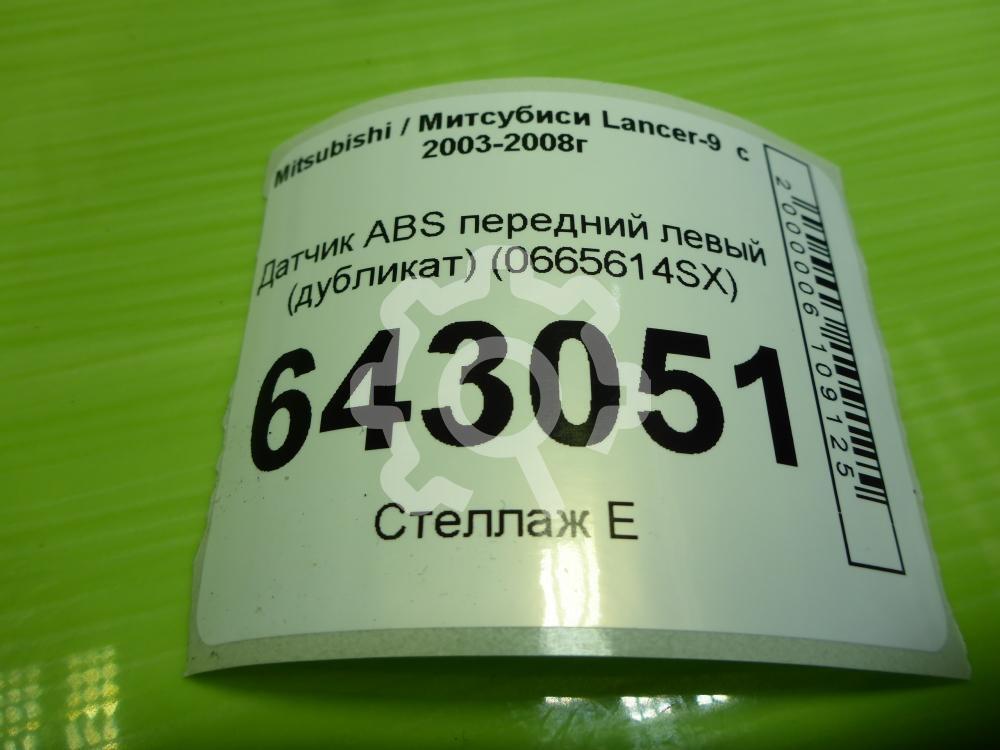 Mitsubishi / Митсубиси Lancer-9 с
2003-2008г
Датчик ABS передний левый
(дубликат) (0665614SX)
643051
Стеллаж Е
2000006109125